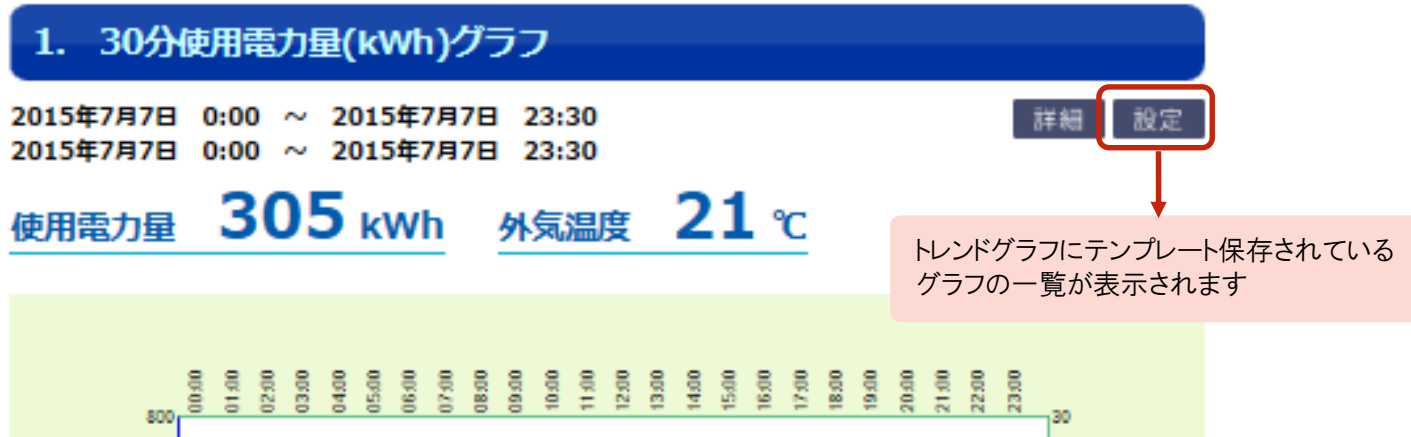 1. 30分使用電力量(kWh)グラフ
2015年7月7日 0:00 ～ 2015年7月7日 23:30
2015年7月7日 0:00 ～ 2015年7月7日 23:30
詳細 設定
使用電力量 305 kWh 外気温度 21 ℃
トレンドグラフにテンプレート保存されている
グラフの一覧が表示されます
00:00 01:00 02:00 03:00 04:00 05:00 06:00 07:00 08:00 09:00 10:00 11:00 12:00 13:00 14:00 15:00 16:00 17:00 18:00 19:00 20:00 21:00 22:00 23:00
800 30